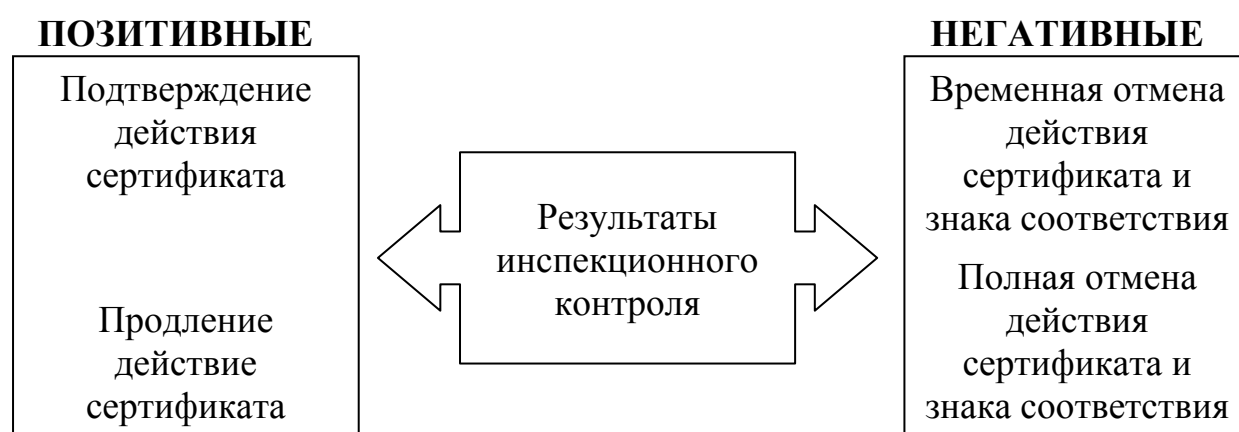 ПОЗИТИВНЫЕ
Подтверждение
действия
сертификата
Продление
действие
сертификата
Результаты
инспекционного
контроля
НЕГАТИВНЫЕ
Временная отмена
действия
сертификата и
знака соответствия
Полная отмена
действия
сертификата и
знака соответствия